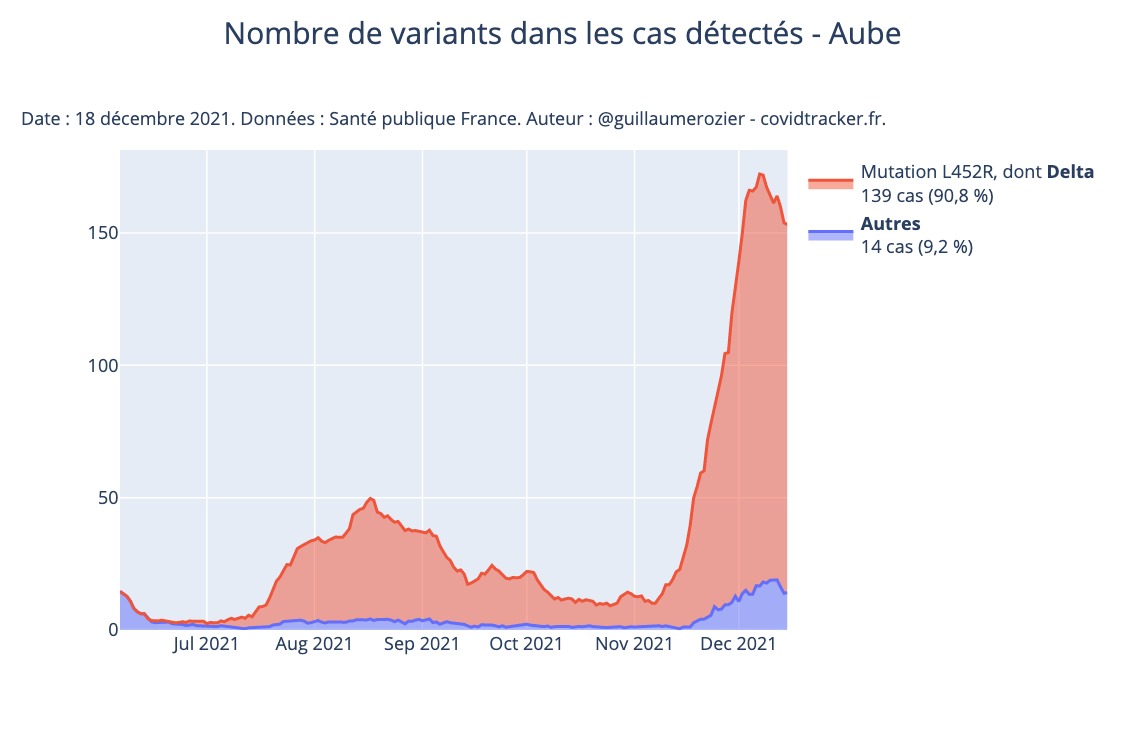 Nombre de variants dans les cas détectés - Aube
Date : 18 décembre 2021. Données : Santé publique France. Auteur : @guillaumerozier - covidtracker.fr.
Mutation L452R, dont Delta
139 cas (90,8 %)
Autres
14 cas (9,2 %)
150
100
50
0
Jul 2021
Aug 2021
Sep 2021
Oct 2021
Nov 2021
Dec 2021